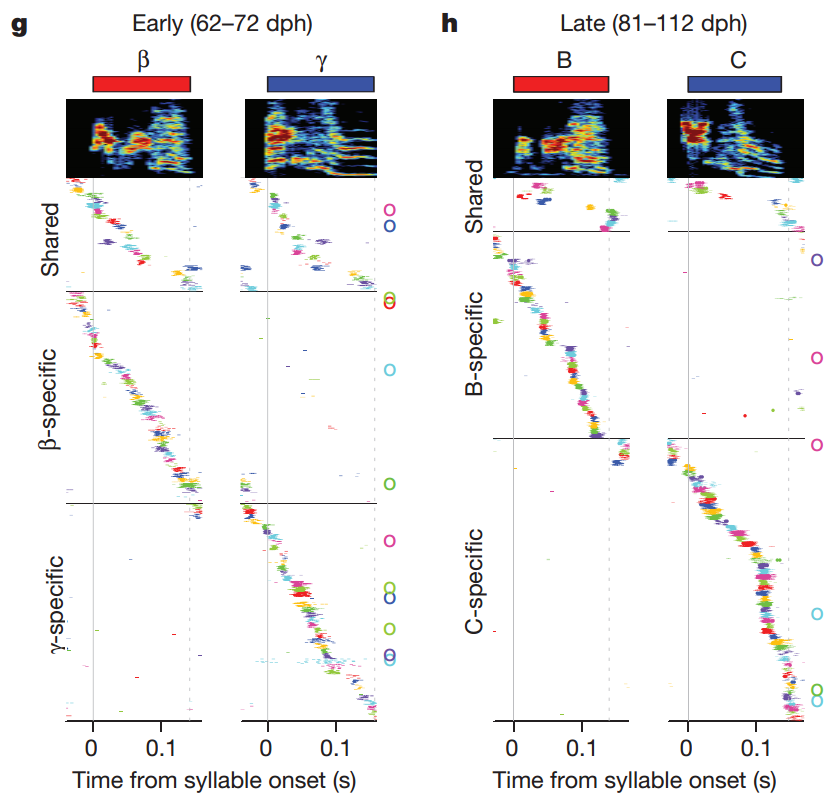 g Early (62–72 dph)
β γ
Shared
β-specific
γ-specific
0 0.1 0 0.1
Time from syllable onset (s)
h Late (81–112 dph)
B C
Shared
B-specific
C-specific
0 0.1 0 0.1
Time from syllable onset (s)